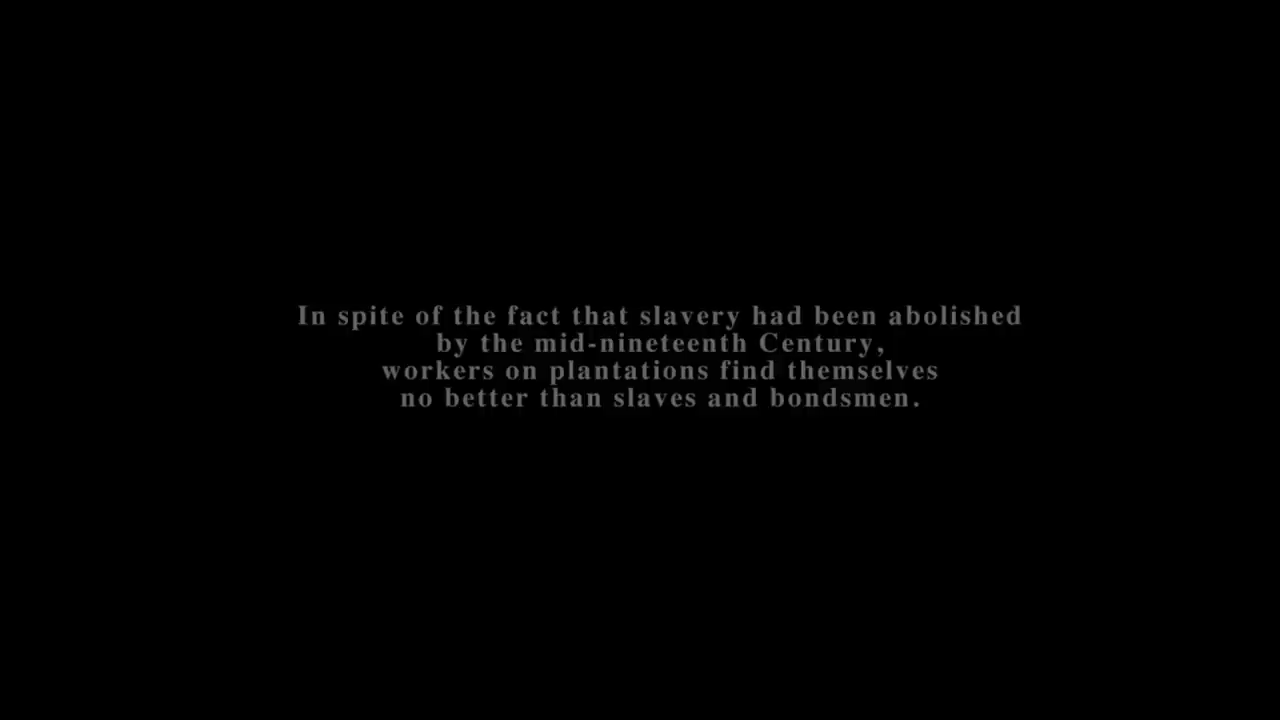 In spite of the fact that slavery had been abolished
by the mid-nineteenth Century,
workers on plantations find themselves
no better than slaves and bondsmen.